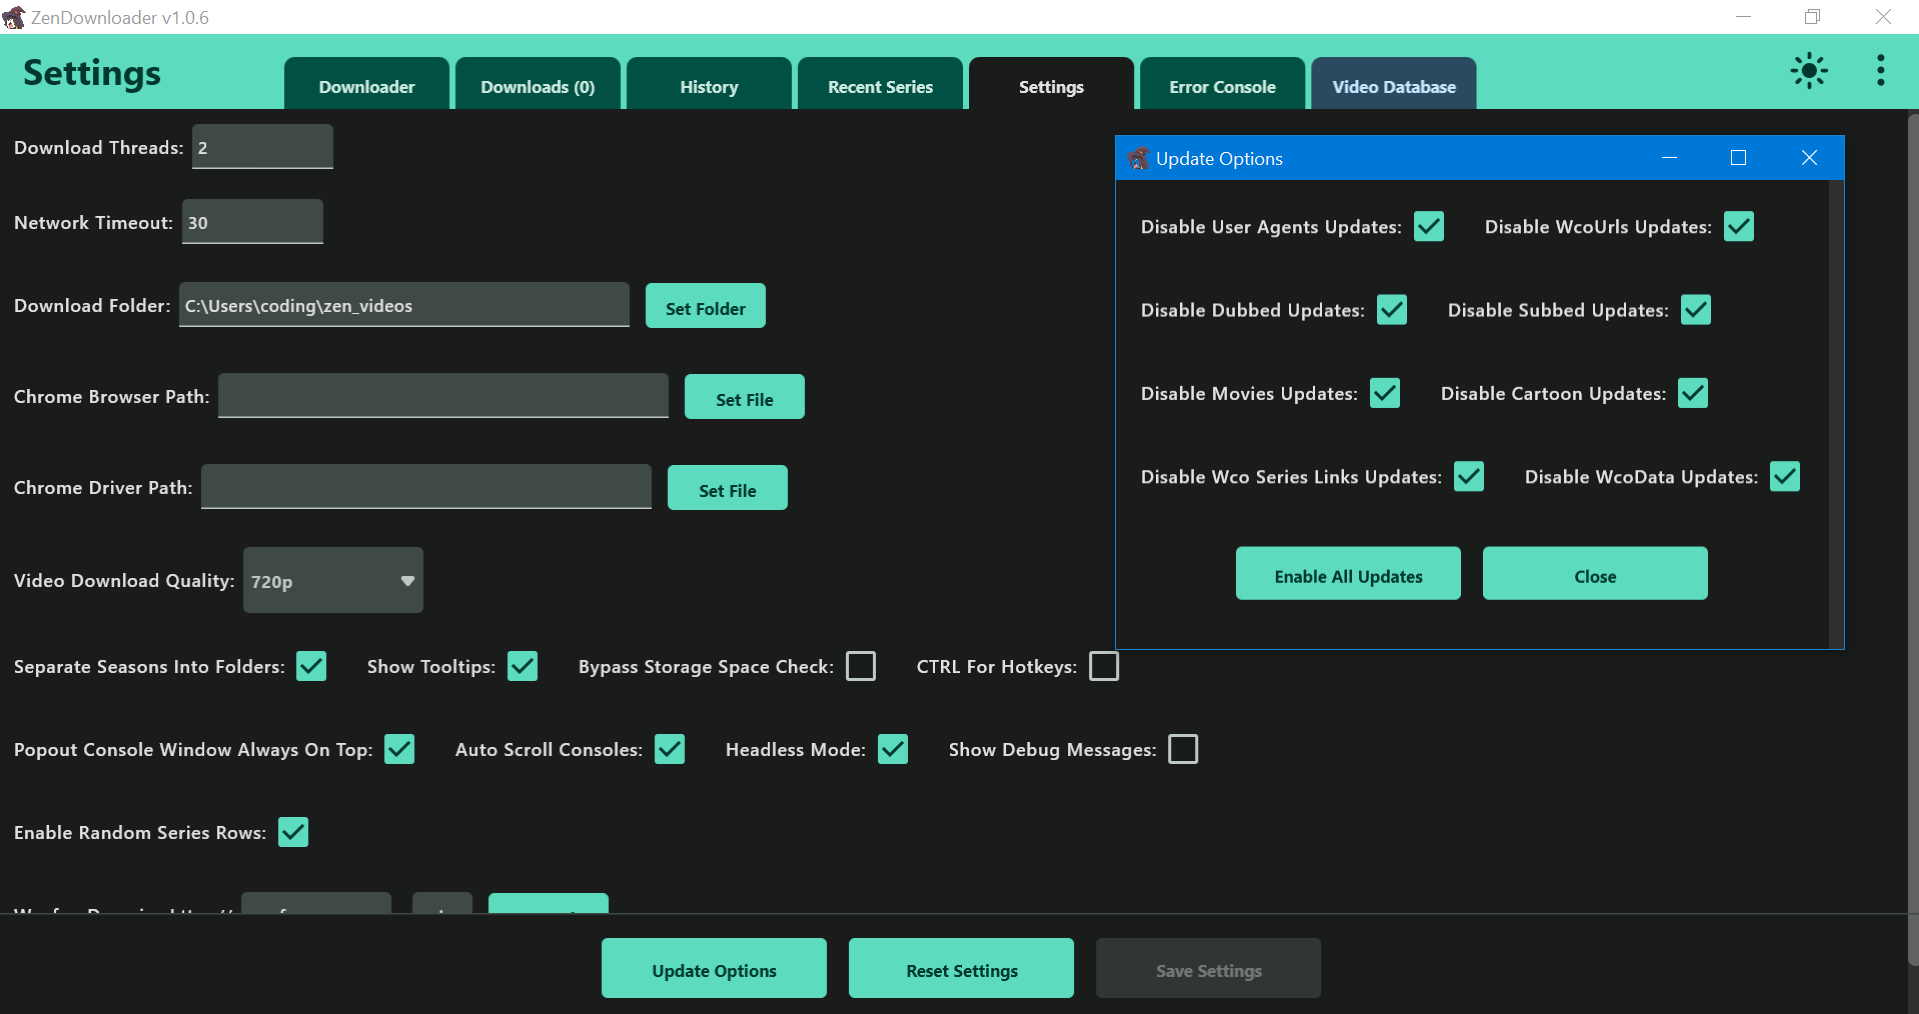 ZenDownloader v1.0.6
Settings
Downloader
Downloads (0)
History
Recent Series
Settings
Error Console
Video Database
Download Threads: 2
Network Timeout: 30
Download Folder: C:\Users\coding\zen_videos Set Folder
Chrome Browser Path: Set File
Chrome Driver Path: Set File
Video Download Quality: 720p
Separate Seasons Into Folders: Show Tooltips: Bypass Storage Space Check: CTRL For Hotkeys:
Popout Console Window Always On Top: Auto Scroll Consoles: Headless Mode: Show Debug Messages:
Enable Random Series Rows:
Update Options
Reset Settings
Save Settings
Update Options
Disable User Agents Updates: Disable WcoUrls Updates:
Disable Dubbed Updates: Disable Subbed Updates:
Disable Movies Updates: Disable Cartoon Updates:
Disable Wco Series Links Updates: Disable WcoData Updates:
Enable All Updates
Close